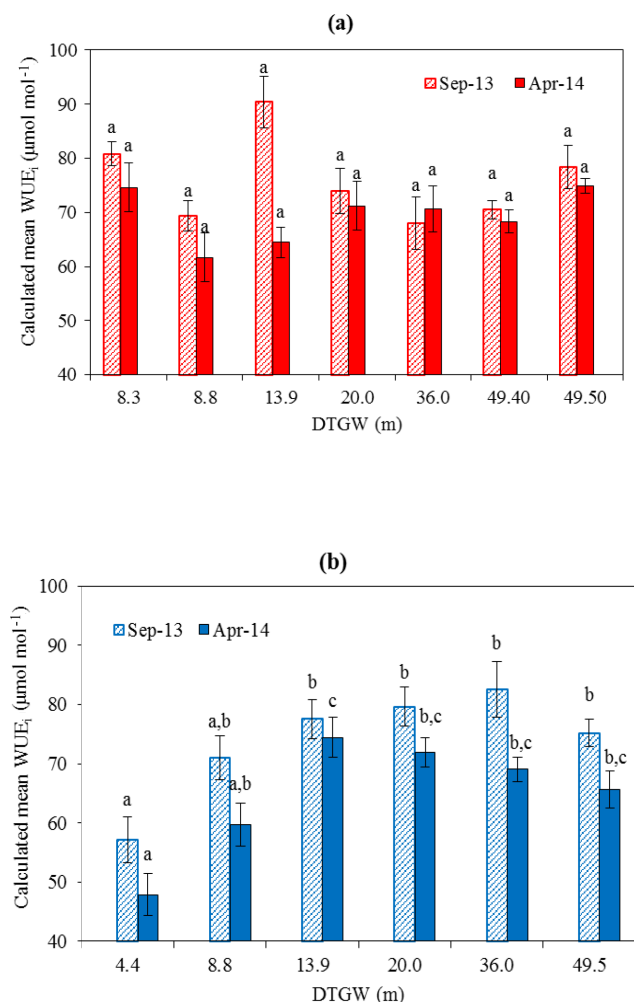 (a)
Calculated mean WUEi (µmol mol-1)
100
90
80
70
60
50
40
Sep-13 Apr-14
a a a a a a a a a a a a a a
8.3 8.8 13.9 20.0 36.0 49.40 49.50
DTGW (m)
(b)
Calculated mean WUEi (µmol mol-1)
100
90
80
70
60
50
40
Sep-13 Apr-14
a a a,b a,b b c b b,c b b,c b b,c
4.4 8.8 13.9 20.0 36.0 49.5
DTGW (m)